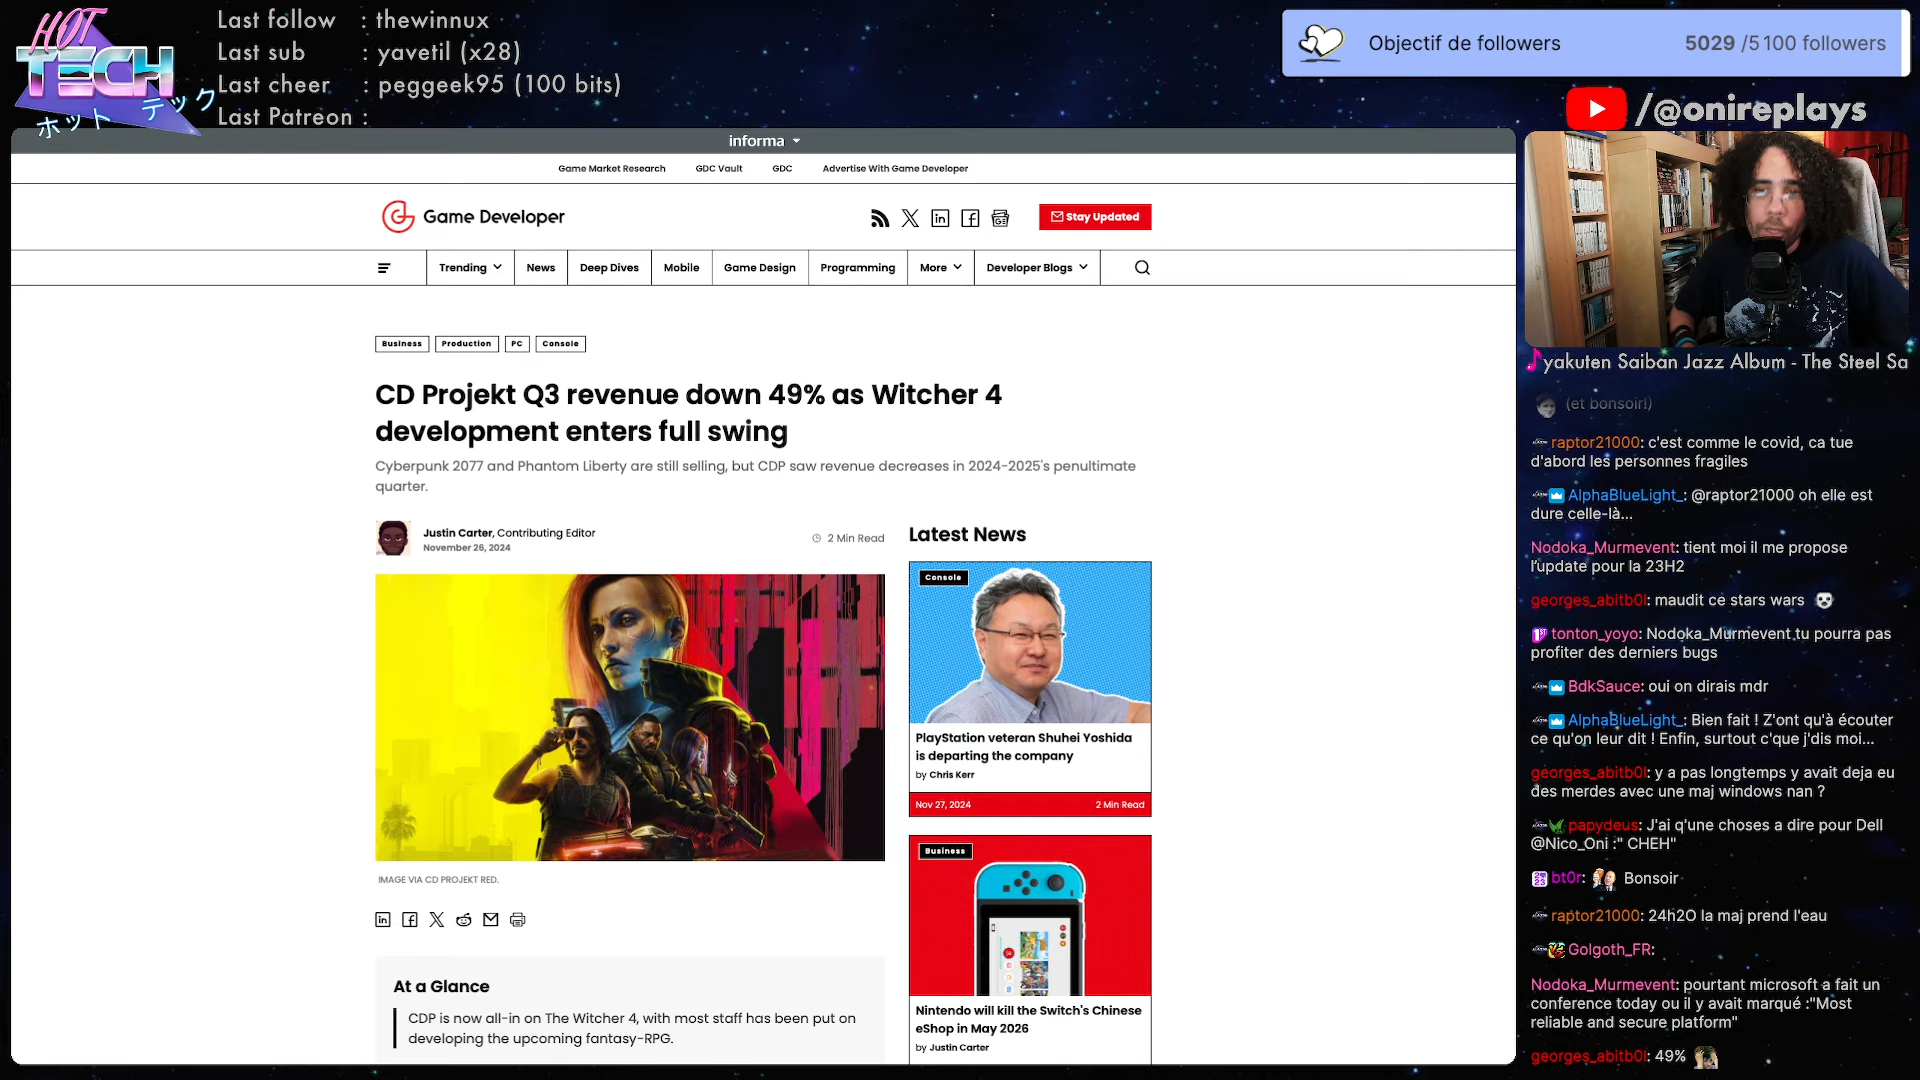 HOT
TECH
ホット テック
Last follow : thewinnux
Last sub : yavetil (x28)
Last cheer : peggeek95 (100 bits)
Last Patreon :
Objectif de followers 5029 /5 100 followers
/@onireplays
informa
Game Market Research GDC Vault GDC Advertise With Game Developer
Game Developer
Stay Updated
Trending News Deep Dives Mobile Game Design Programming More Developer Blogs
Business Production PC Console
CD Projekt Q3 revenue down 49% as Witcher 4
development enters full swing
Cyberpunk 2077 and Phantom Liberty are still selling, but CDP saw revenue decreases in 2024-2025's penultimate
quarter.
Justin Carter, Contributing Editor
November 26, 2024
2 Min Read
IMAGE VIA CD PROJEKT RED.
At a Glance
CDP is now all-in on The Witcher 4, with most staff has been put on
developing the upcoming fantasy-RPG.
Latest News
Console
PlayStation veteran Shuhei Yoshida
is departing the company
by Chris Kerr
Nov 27, 2024 2 Min Read
Business
Nintendo will kill the Switch's Chinese
eShop in May 2026
by Justin Carter
yakuten Saiban Jazz Album - The Steel Sa
(et bonsoir!)
raptor21000: c'est comme le covid, ca tue
d'abord les personnes fragiles
AlphaBlueLight_: @raptor21000 oh elle est
dure celle-là...
Nodoka_Murmevent: tient moi il me propose
l'update pour la 23H2
georges_abitb0l: maudit ce stars wars
tonton_yoyo: Nodoka_Murmevent tu pourra pas
profiter des derniers bugs
BdkSauce: oui on dirais mdr
AlphaBlueLight_: Bien fait ! Z'ont qu'à écouter
ce qu'on leur dit ! Enfin, surtout c'que j'dis moi...
georges_abitb0l: y a pas longtemps y avait deja eu
des merdes avec une maj windows nan ?
papydeus: J'ai q'une choses a dire pour Dell
@Nico_Oni :" CHEH"
bt0r: Bonsoir
raptor21000: 24h2O la maj prend l'eau
Golgoth_FR:
Nodoka_Murmevent: pourtant microsoft a fait un
conference today ou il y avait marqué :"Most
reliable and secure platform"
georges_abitb0l: 49%